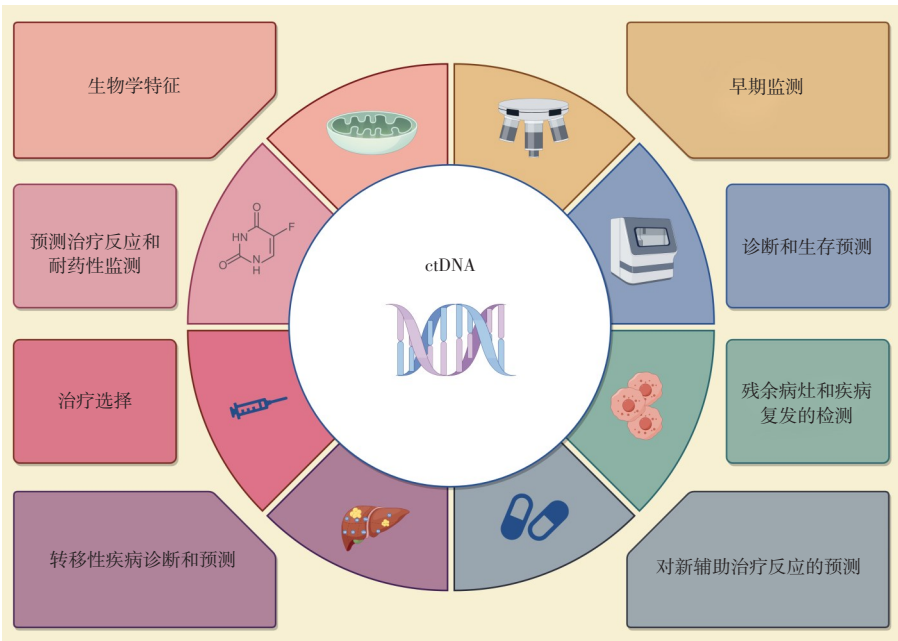 生物学特征
早期监测
预测治疗反应和
耐药性监测
诊断和生存预测
O
F
HN
O
N
H
ctDNA
治疗选择
残余病灶和疾病
复发的检测
转移性疾病诊断和预测
对新辅助治疗反应的预测